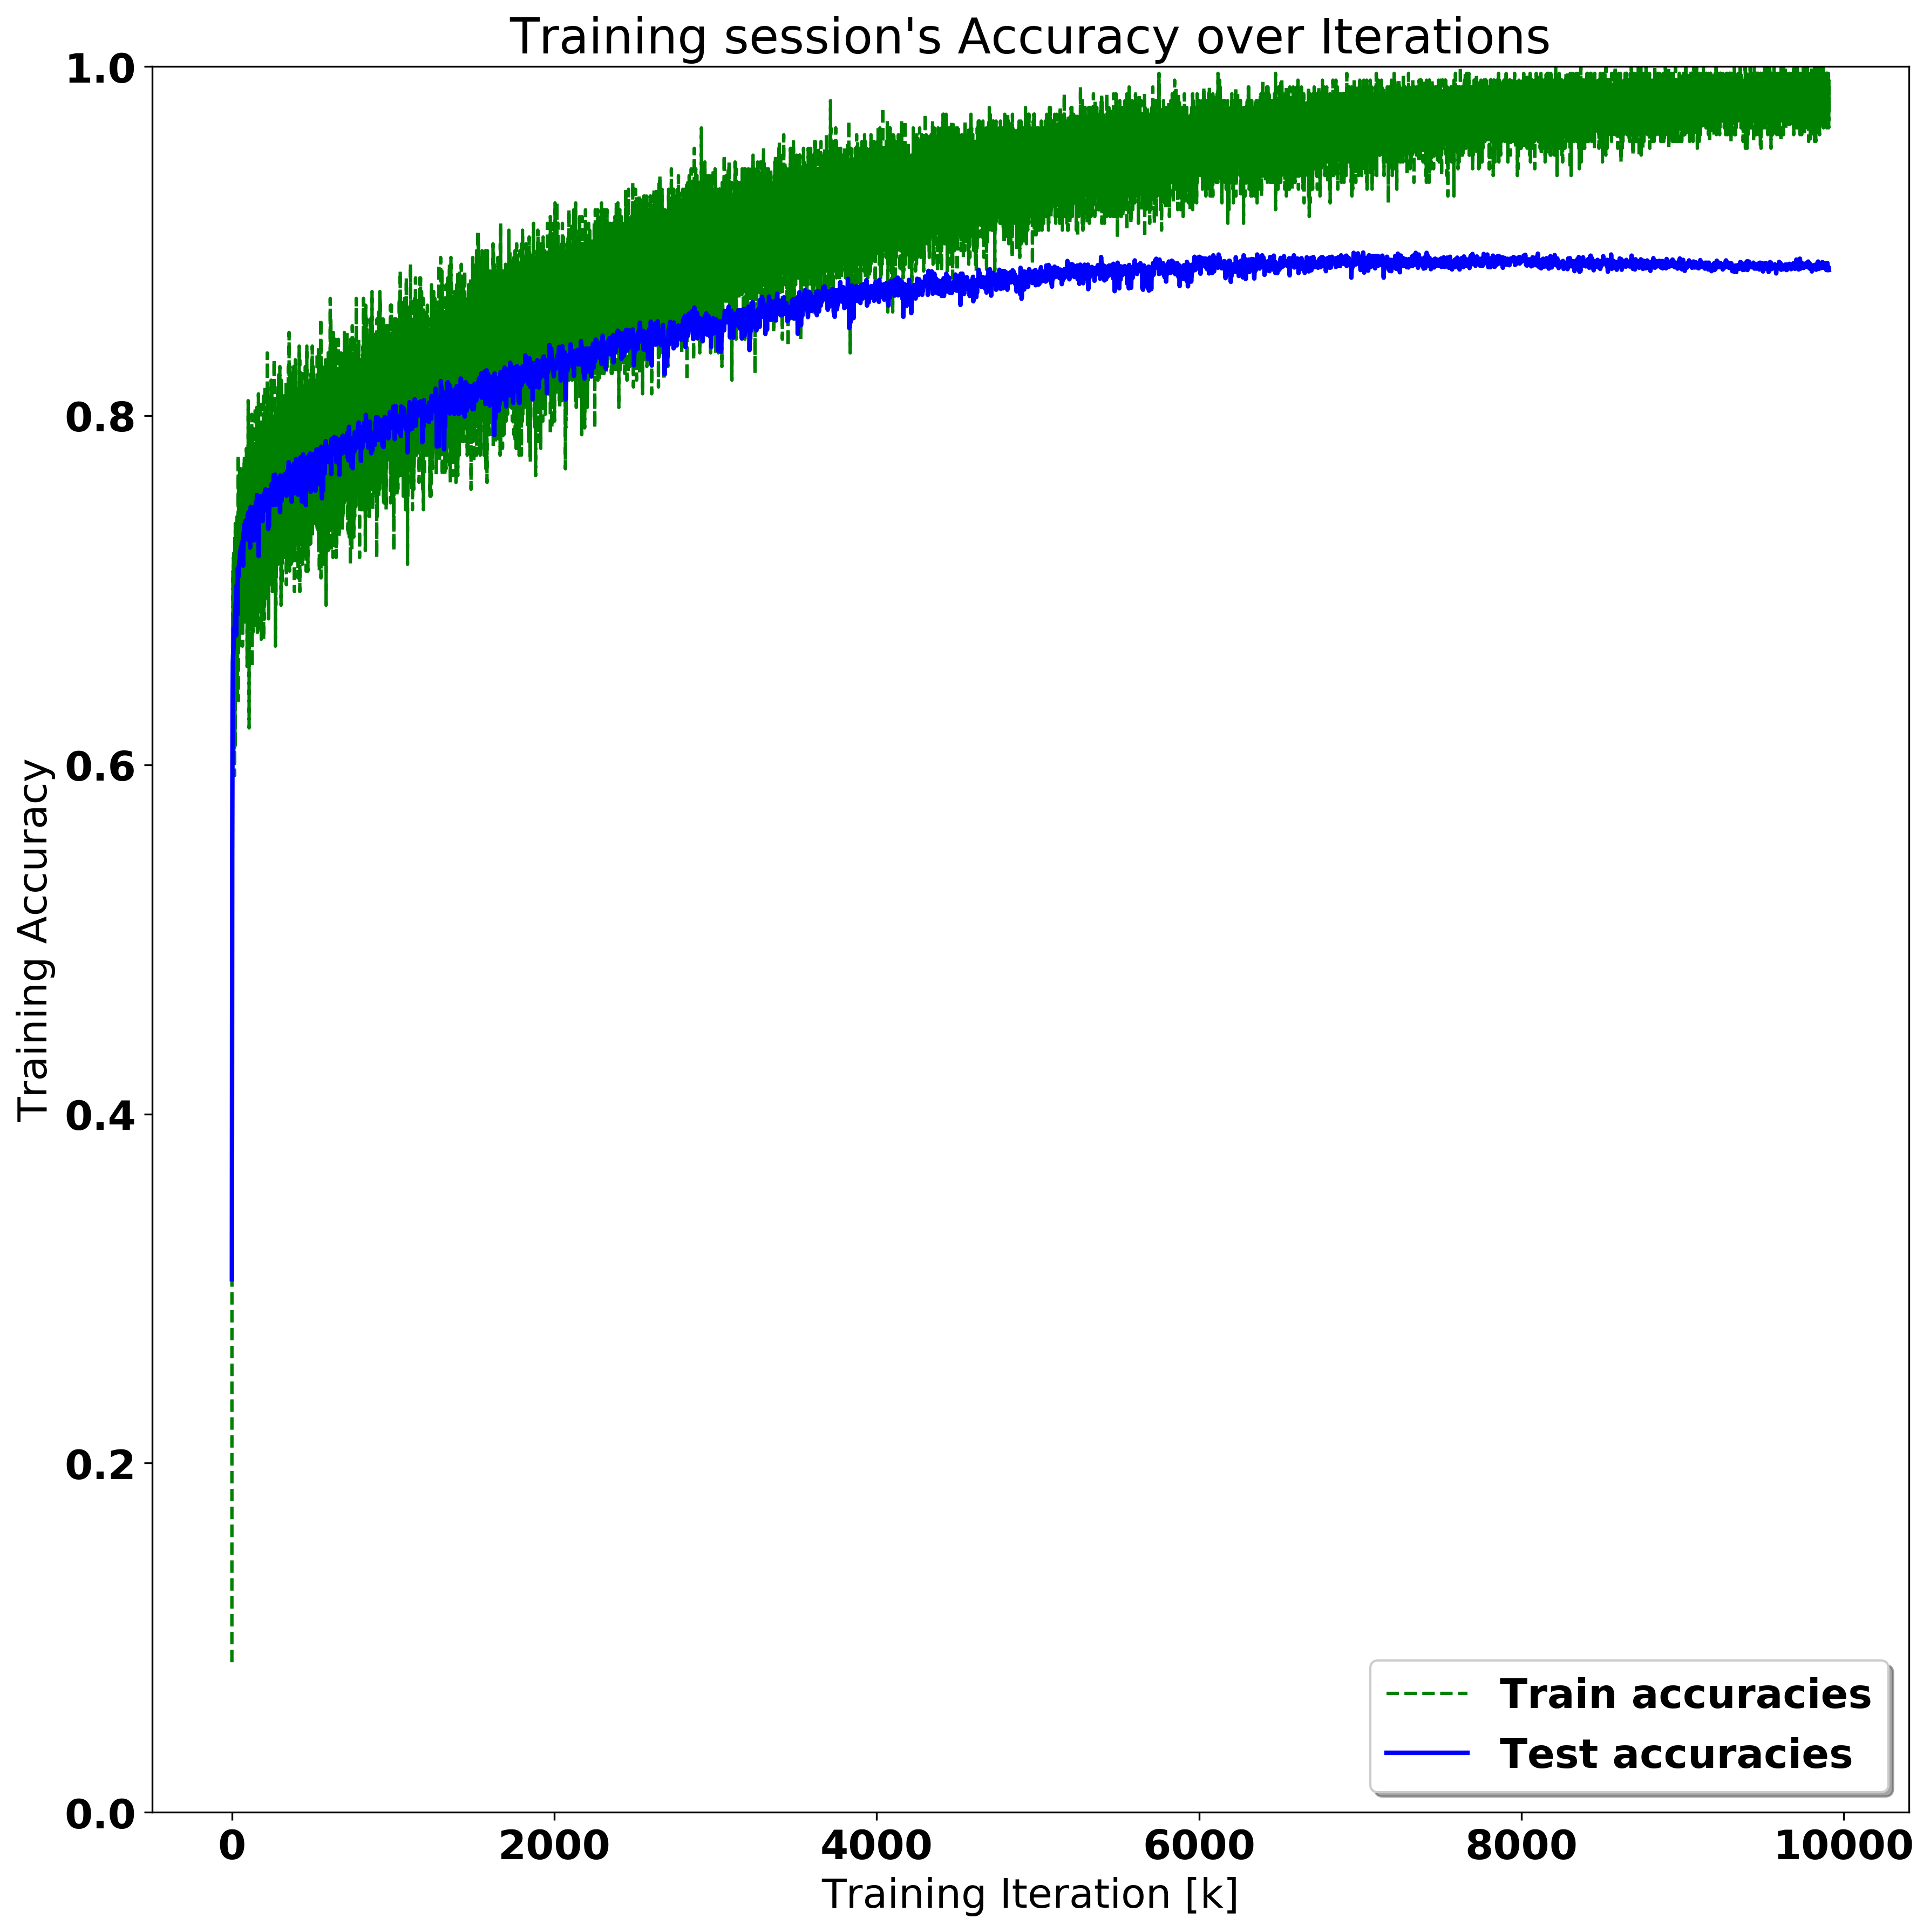 Training session's Accuracy over Iterations
1.0
0.8
0.6
0.4
0.2
0.0
Training Accuracy
0 2000 4000 6000 8000 10000
Training Iteration [k]
Train accuracies
Test accuracies